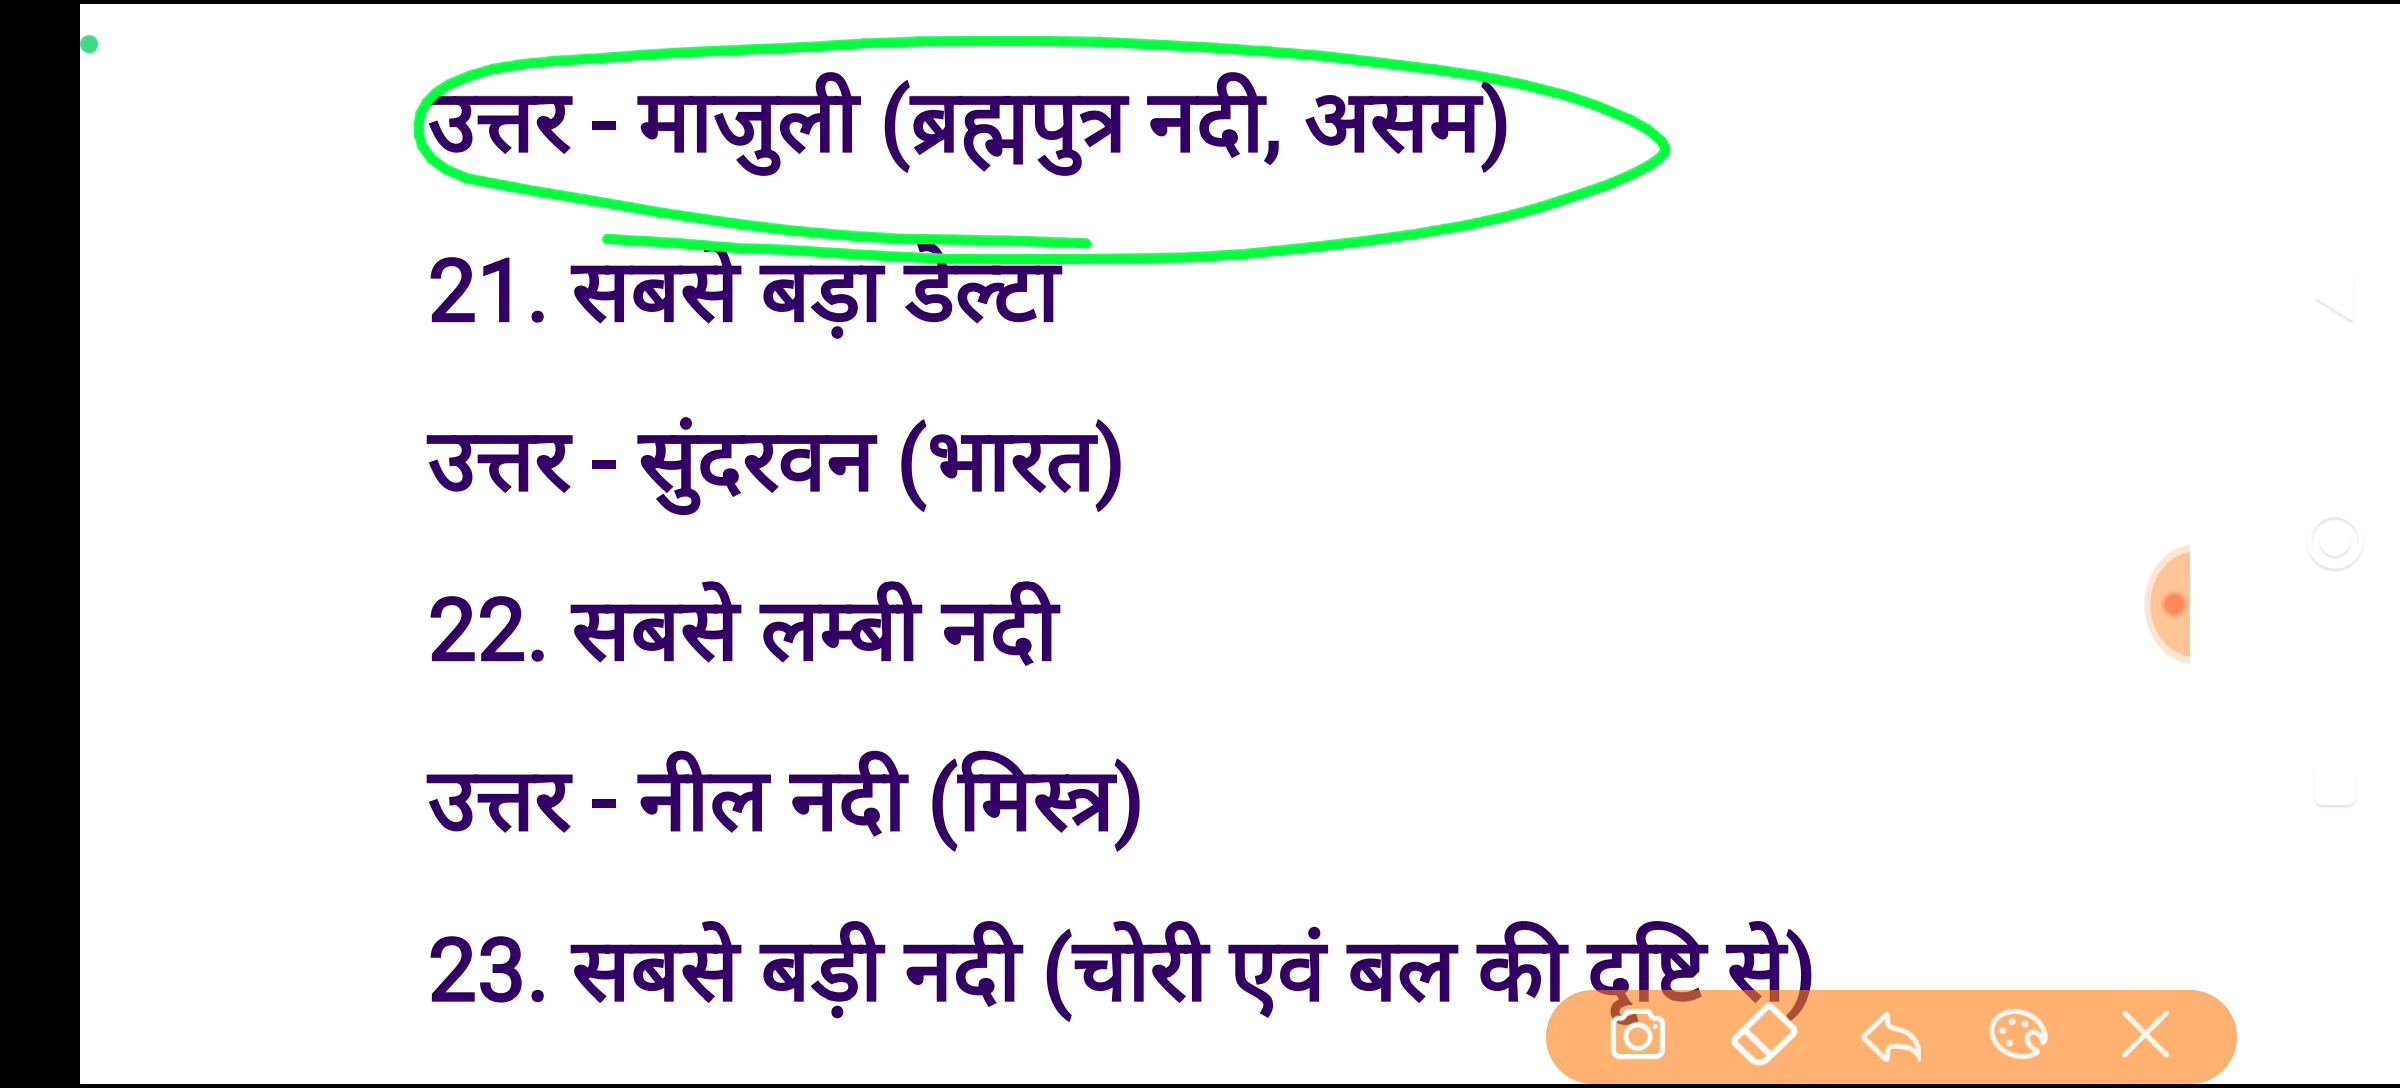 उत्तर - माजुली (ब्रह्मपुत्र नदी, असम)
21. सबसे बड़ा डेल्टा
उत्तर - सुंदरवन (भारत)
22. सबसे लम्बी नदी
उत्तर - नील नदी (मिस्त्र)
23. सबसे बड़ी नदी (चोरी एवं बल की दृष्टि से)